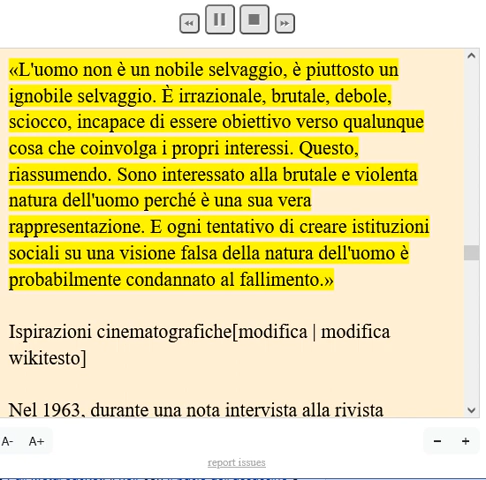 «L'uomo non è un nobile selvaggio, è piuttosto un
ignobile selvaggio. È irrazionale, brutale, debole,
sciocco, incapace di essere obiettivo verso qualunque
cosa che coinvolga i propri interessi. Questo,
riassumendo. Sono interessato alla brutale e violenta
natura dell'uomo perché è una sua vera
rappresentazione. E ogni tentativo di creare istituzioni
sociali su una visione falsa della natura dell'uomo è
probabilmente condannato al fallimento.»
Ispirazioni cinematografiche[modifica | modifica
wikitesto]
Nel 1963, durante una nota intervista alla rivista
A- A+ - +
report issues